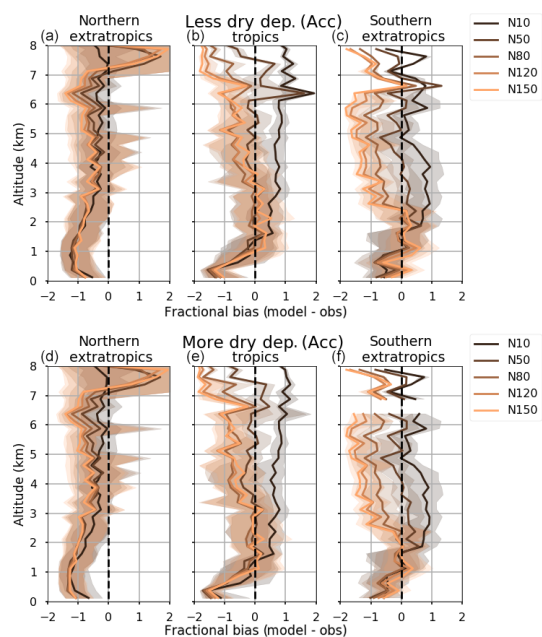 Less dry dep. (Acc)
(a) Northern extratropics
(b) tropics
(c) Southern extratropics
8
7
6
5
4
3
2
1
0
Altitude (km)
−2 −1 0 1 2
−2 −1 0 1 2
−2 −1 0 1 2
Fractional bias (model - obs)
N10
N50
N80
N120
N150
More dry dep. (Acc)
(d) Northern extratropics
(e) tropics
(f) Southern extratropics
8
7
6
5
4
3
2
1
0
Altitude (km)
−2 −1 0 1 2
−2 −1 0 1 2
−2 −1 0 1 2
Fractional bias (model - obs)
N10
N50
N80
N120
N150